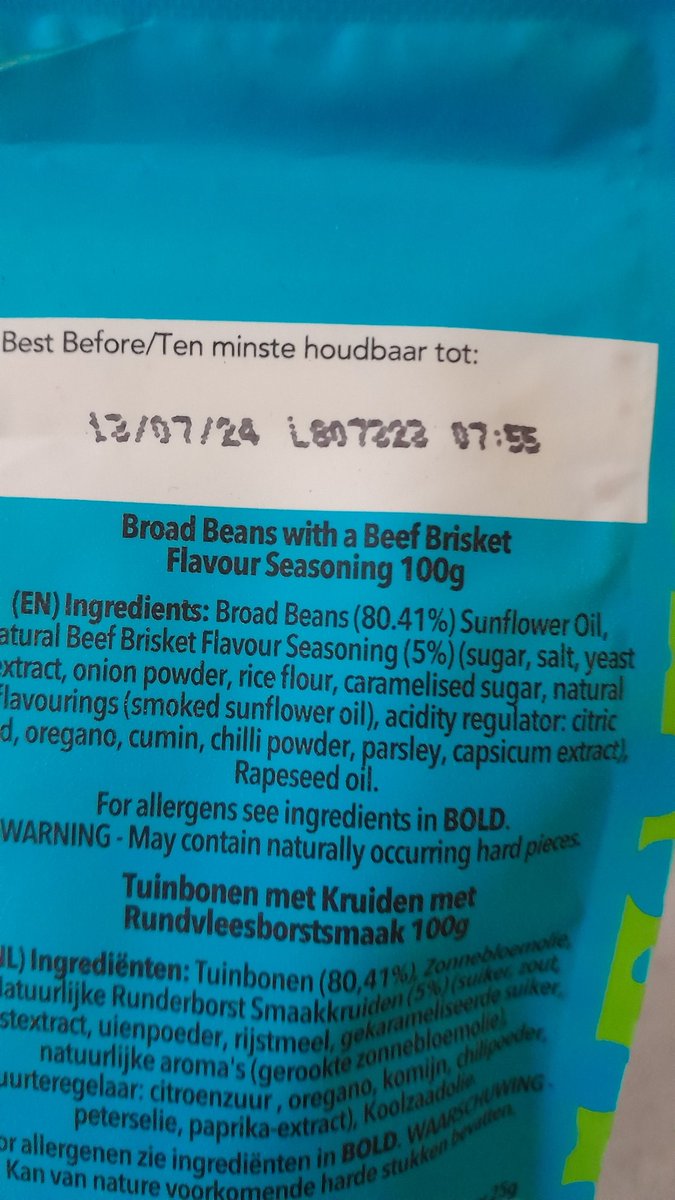 Best Before/Ten minste houdbaar tot:
12/07/24 L807222 07:55
Broad Beans with a Beef Brisket
Flavour Seasoning 100g
(EN) Ingredients: Broad Beans (80.41%) Sunflower Oil,
atural Beef Brisket Flavour Seasoning (5%) (sugar, salt, yeast
xtract, onion powder, rice flour, caramelised sugar, natural
Flavourings (smoked sunflower oil), acidity regulator: citric
d, oregano, cumin, chilli powder, parsley, capsicum extract),
Rapeseed oil.
For allergens see ingredients in BOLD.
WARNING - May contain naturally occurring hard pieces.
Tuinbonen met Kruiden met
Rundvleesborstsmaak 100g
NL) Ingrediënten: Tuinbonen (80,41%), Zonnebloemolie,
Natuurlijke Runderborst Smaakkruiden (5%) (suiker, zout,
stextract, uienpoeder, rijstmeel, gekarameliseerde suiker,
natuurlijke aroma's (gerookte zonnebloemolie),
uurteregelaar: citroenzuur, oregano, komijn, chilipoeder,
peterselie, paprika-extract), Koolzaadolie.
or allergenen zie ingrediënten in BOLD. WAARSCHUWING -
Kan van nature voorkomende harde stukken bevatten.
25g